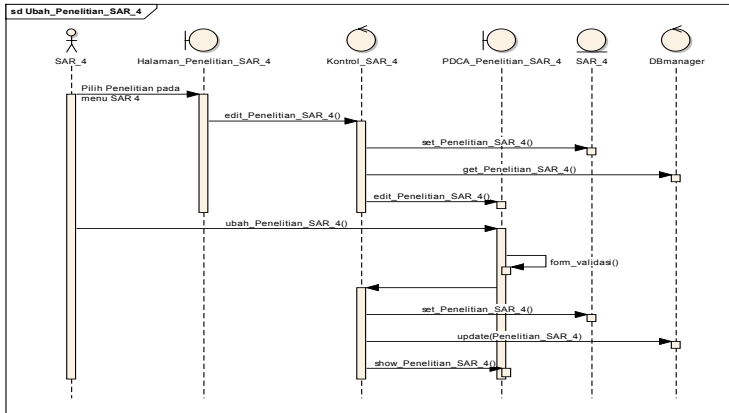 sd Ubah_Penelitian_SAR_4
SAR_4
Halaman_Penelitian_SAR_4
Kontrol_SAR_4
PDCA_Penelitian_SAR_4
SAR_4
DBmanager
Pilih Penelitian pada
menu SAR 4
edit_Penelitian_SAR_4()
set_Penelitian_SAR_4()
get_Penelitian_SAR_4()
edit_Penelitian_SAR_4()
ubah_Penelitian_SAR_4()
form_validasi()
set_Penelitian_SAR_4()
update(Penelitian_SAR_4)
show_Penelitian_SAR_4()